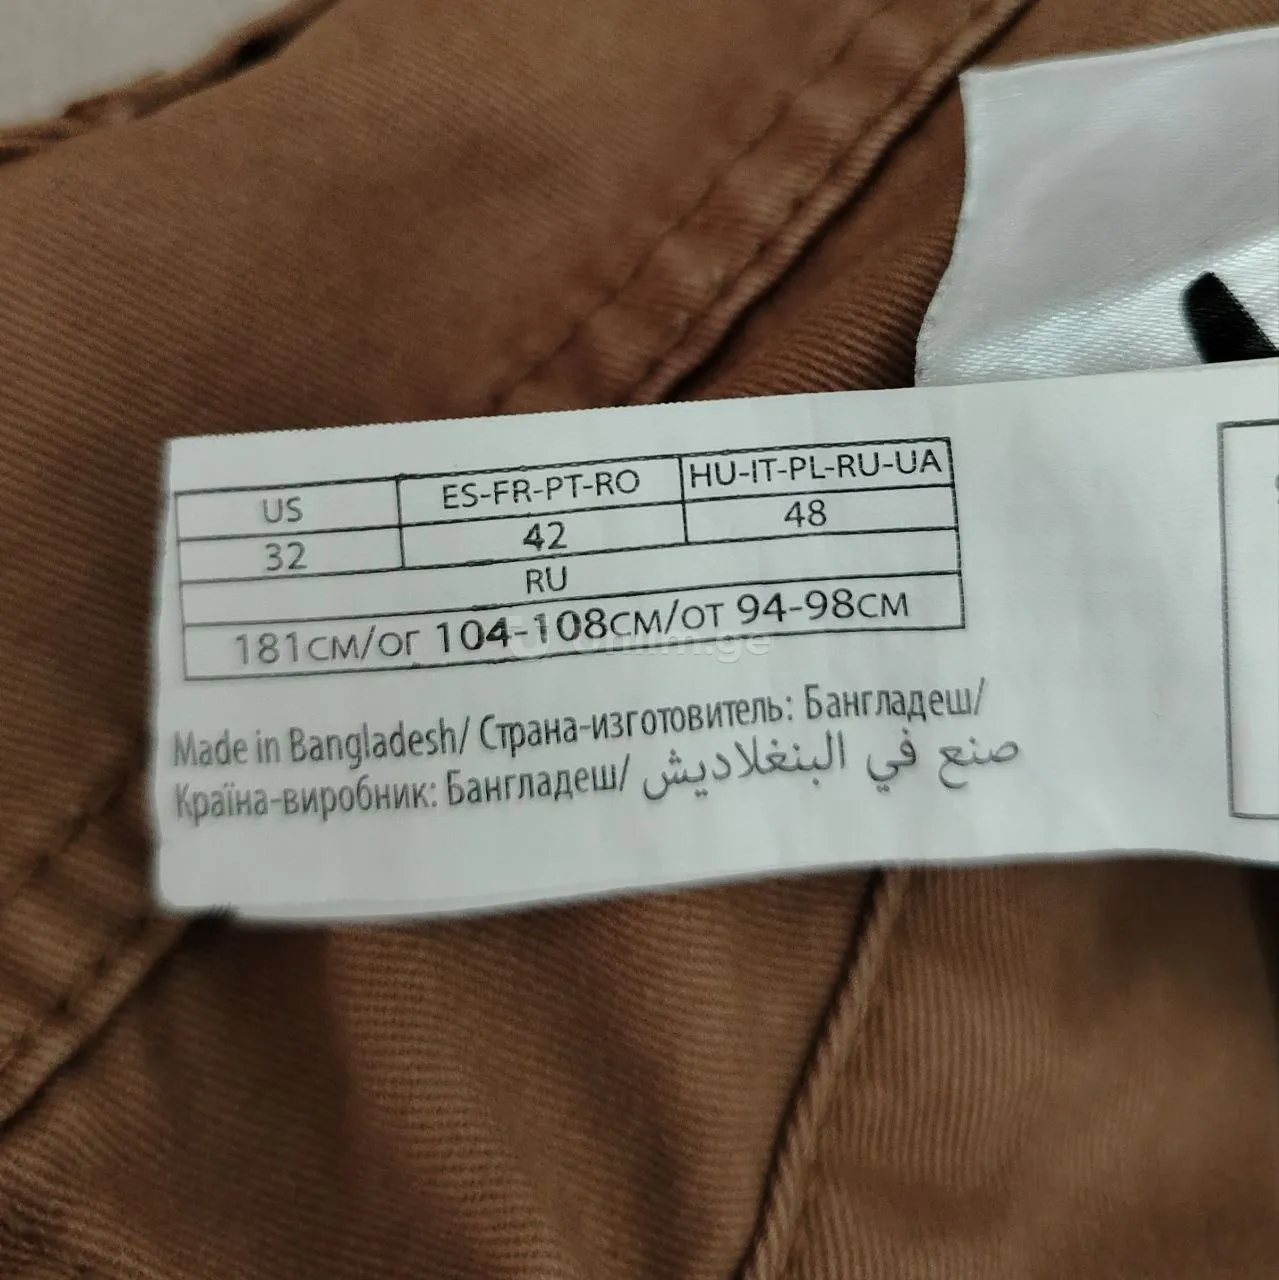 US ES-FR-PT-RO HU-IT-PL-RU-UA
32 42 48
RU
181СМ/ОГ 104-108СМ/ОТ 94-98СМ
Made in Bangladesh/ Страна-изготовитель: Бангладеш/
Країна-виробник: Бангладеш/ صنع في البنغلاديش